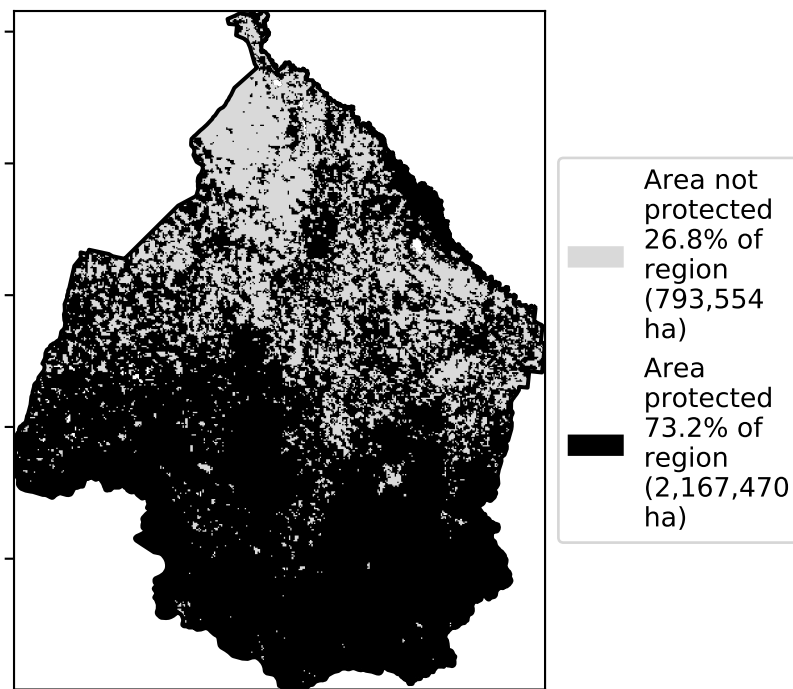 Area not
protected
26.8% of
region
(793,554
ha)
Area
protected
73.2% of
region
(2,167,470
ha)